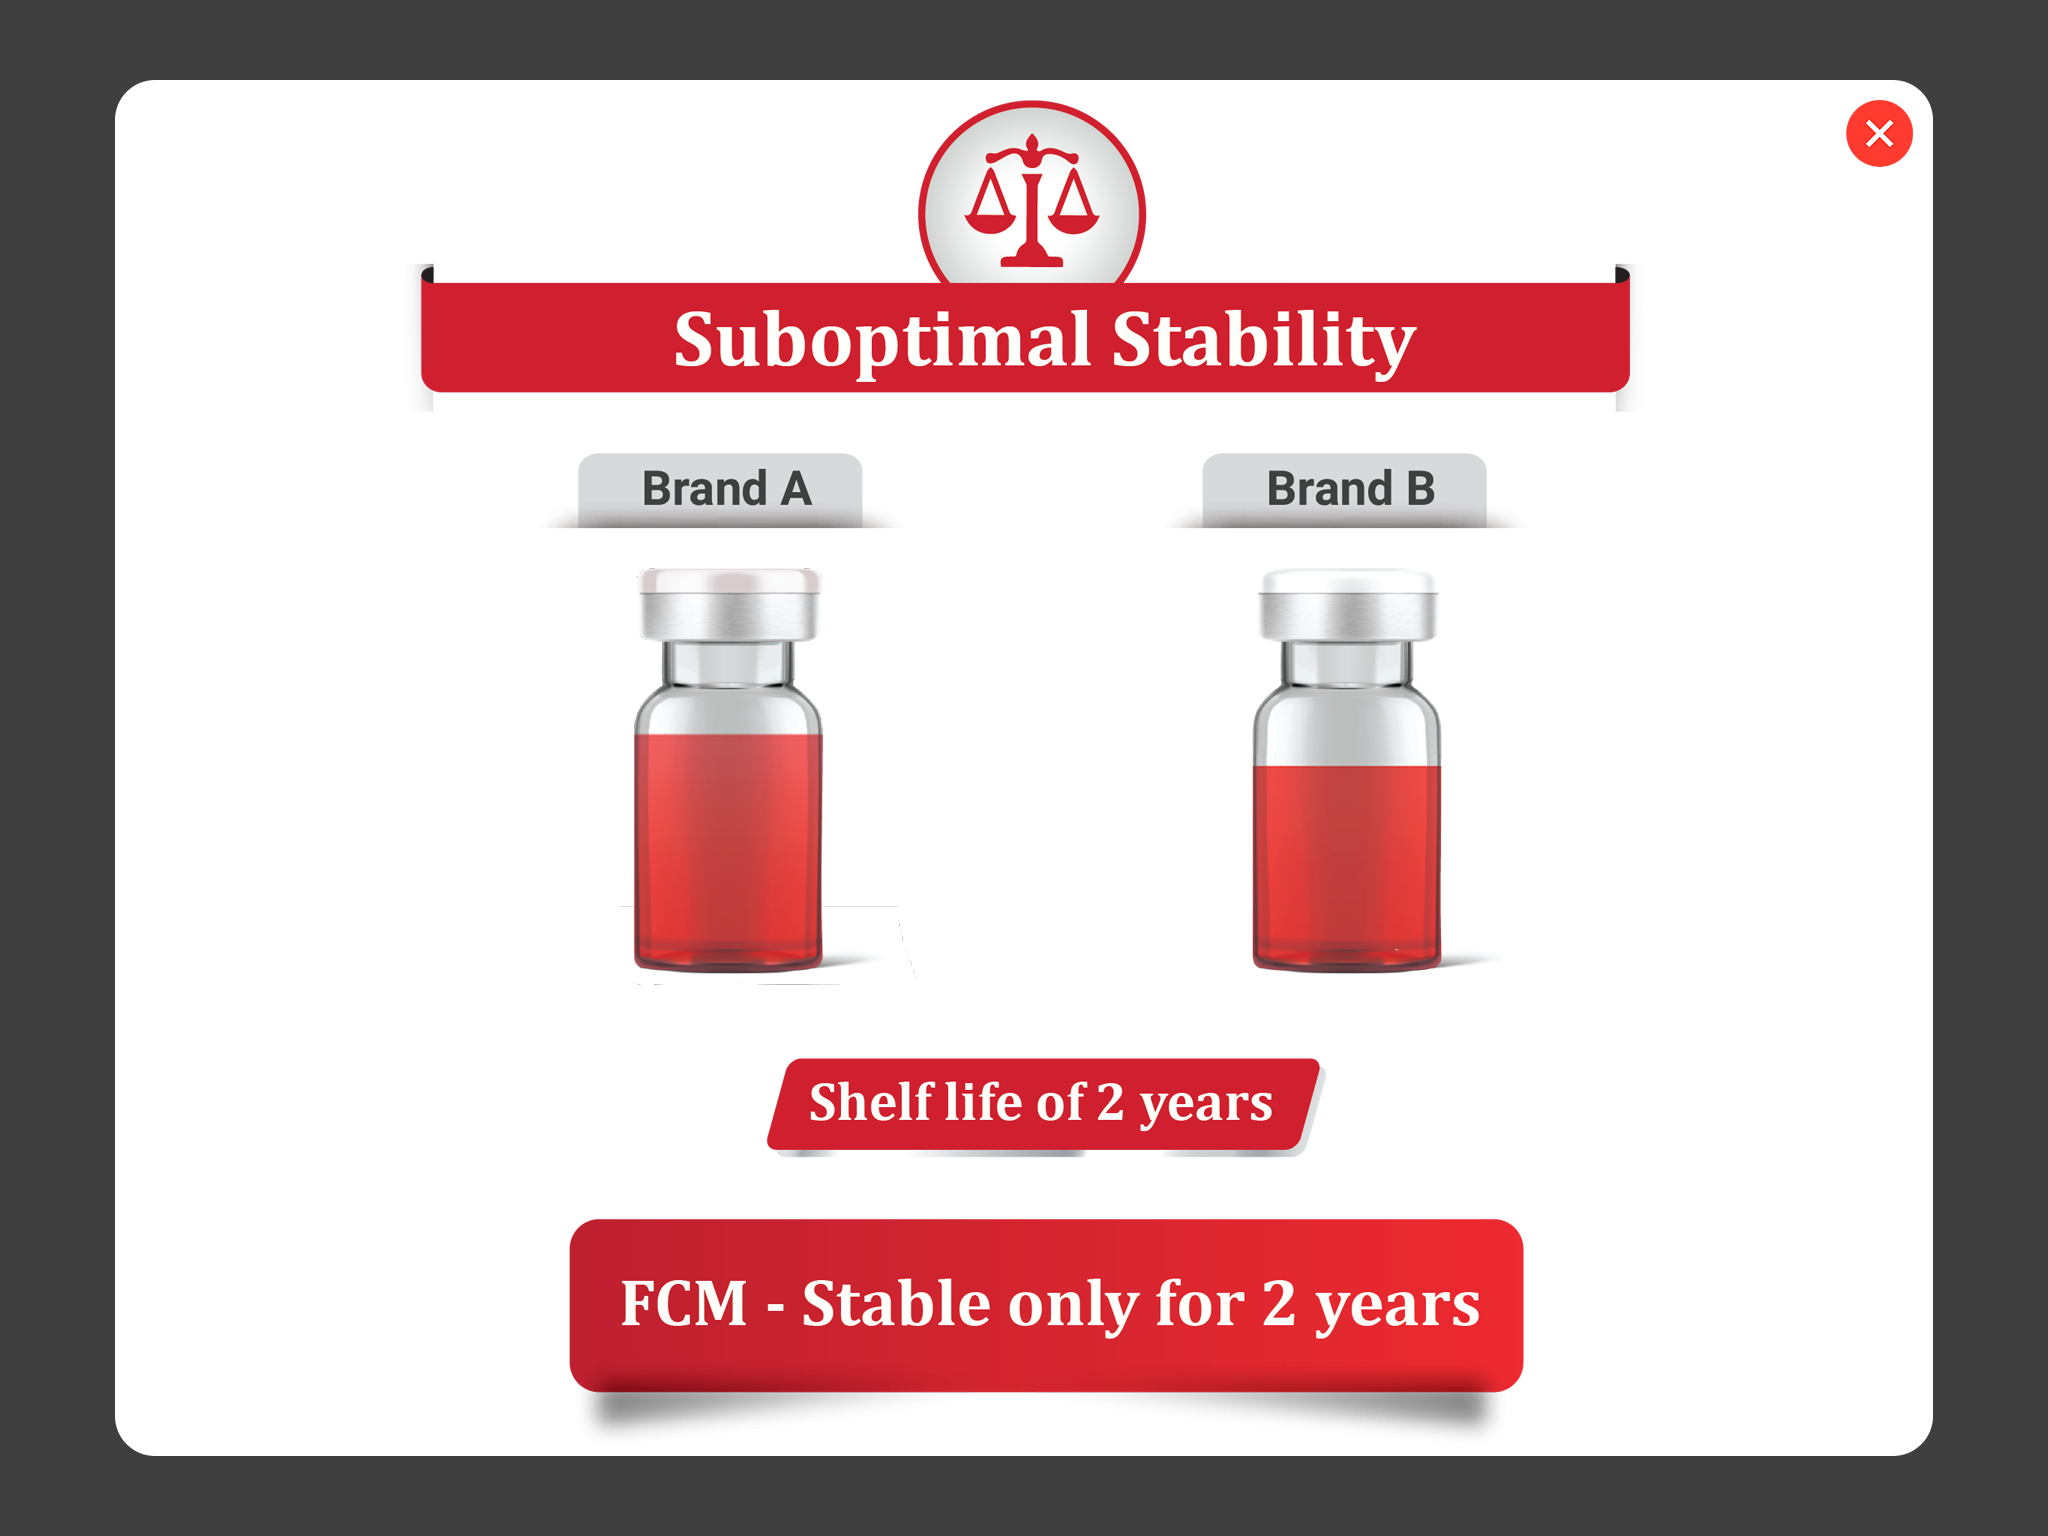 Suboptimal Stability
Brand A
Brand B
Shelf life of 2 years
FCM - Stable only for 2 years